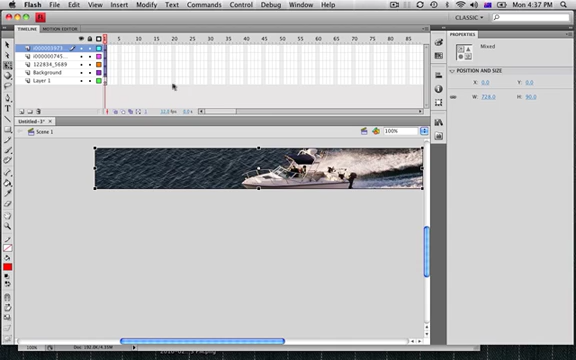 Flash File Edit View Insert Modify Text Commands Control Debug Window Help
Mon 4:37 PM
CLASSIC
TIMELINE MOTION EDITOR
5 10 15 20 25 30 35 40 45 50 55 60 65 70 75 80 85
122834_5689
Background
Layer 1
Untitled-3*
Scene 1
100%
PROPERTIES
Mixed
POSITION AND SIZE
X: 0.0 Y: 0.0
W: 728.0 H: 90.0
100%